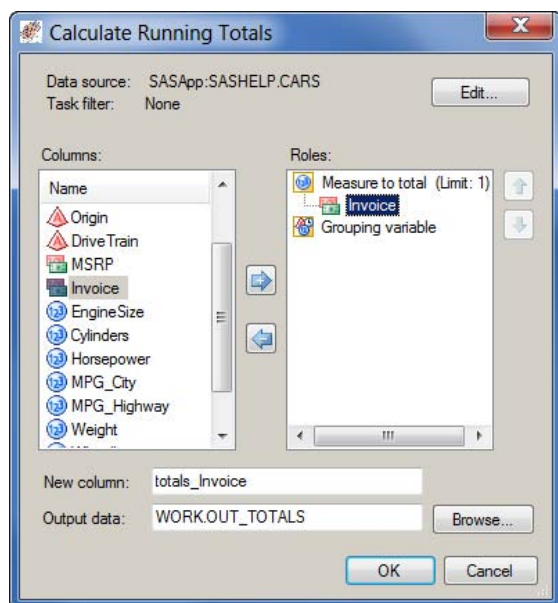 Calculate Running Totals
Data source: SASApp:SASHELP.CARS
Task filter: None
Edit...
Columns:
Name
Origin
DriveTrain
MSRP
Invoice
EngineSize
Cylinders
Horsepower
MPG_City
MPG_Highway
Weight
Roles:
Measure to total (Limit: 1)
Invoice
Grouping variable
New column: totals_Invoice
Output data: WORK.OUT_TOTALS
Browse...
OK
Cancel